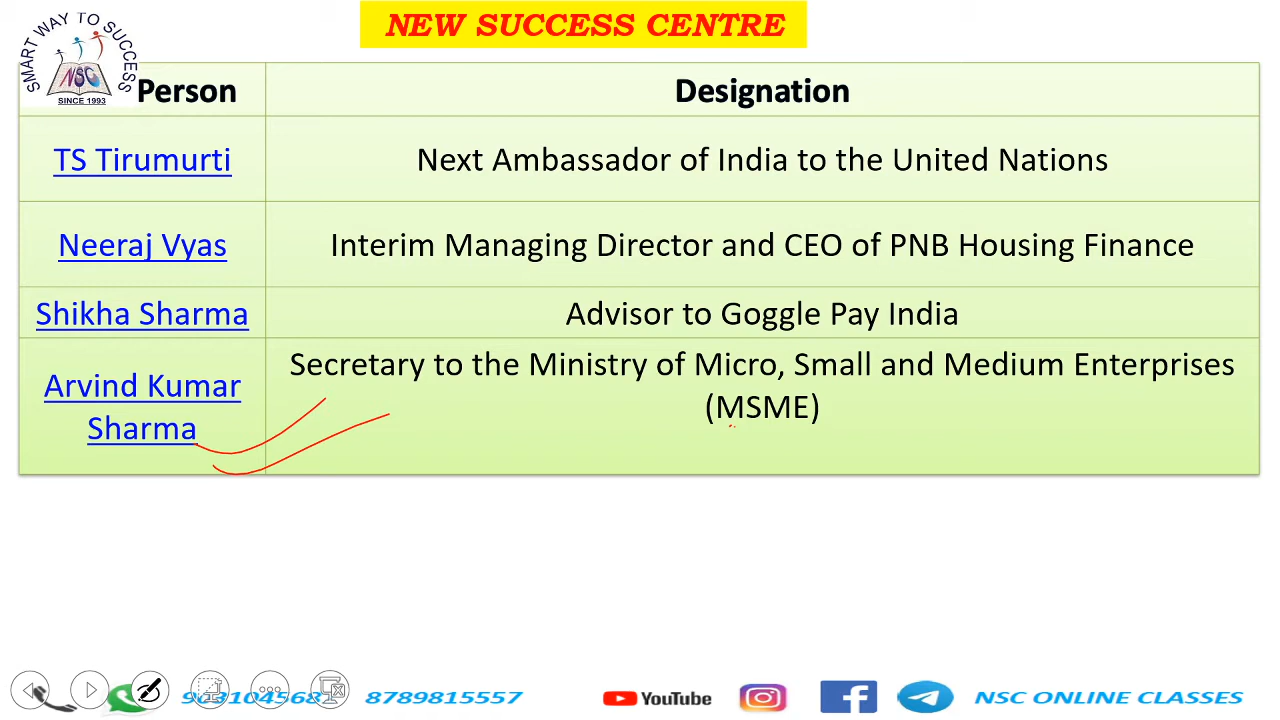 NEW SUCCESS CENTRE
SMART WAY TO SUCCESS
NSC
SINCE 1993
Person Designation
TS Tirumurti Next Ambassador of India to the United Nations
Neeraj Vyas Interim Managing Director and CEO of PNB Housing Finance
Shikha Sharma Advisor to Goggle Pay India
Arvind Kumar
Sharma
Secretary to the Ministry of Micro, Small and Medium Enterprises
(MSME)
8789815557 YouTube NSC ONLINE CLASSES